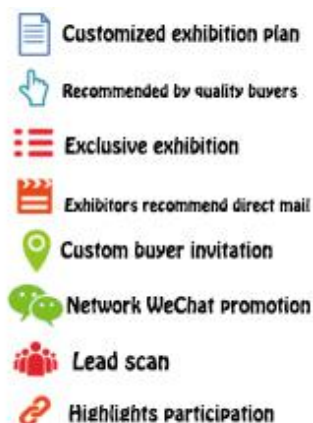 Customized exhibition plan
Recommended by quality buyers
Exclusive exhibition
Exhibitors recommend direct mail
Custom buyer invitation
Network WeChat promotion
Lead scan
Highlights participation